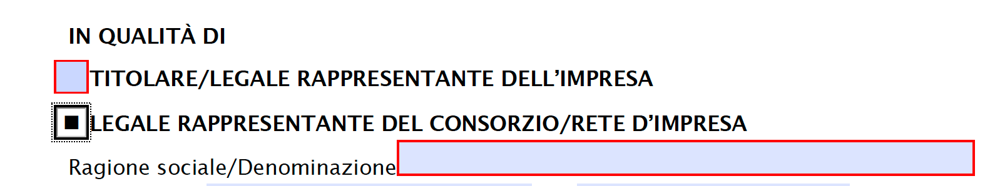 IN QUALITÀ DI
TITOLARE/LEGALE RAPPRESENTANTE DELL’IMPRESA
LEGALE RAPPRESENTANTE DEL CONSORZIO/RETE D’IMPRESA
Ragione sociale/Denominazione